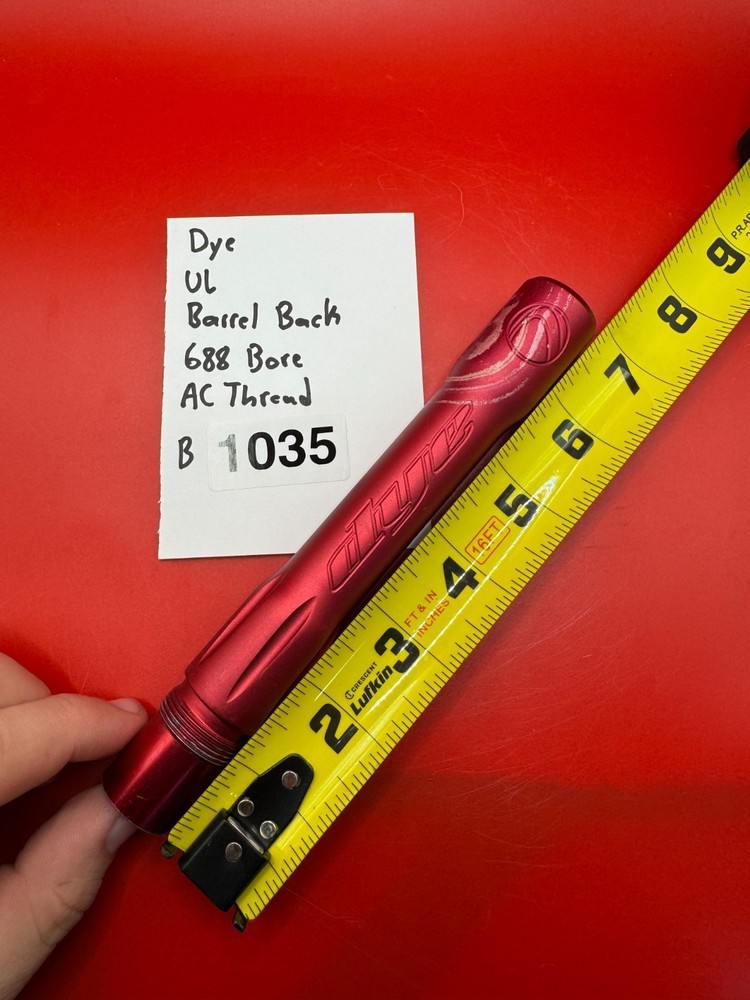 Dye
UL
Barrel Back
688 Bore
AC Thread
B 1035
dye
2
CRESCENT
Lufkin
3
FT & IN
INCHES
4
16FT
5
6
7
8
9